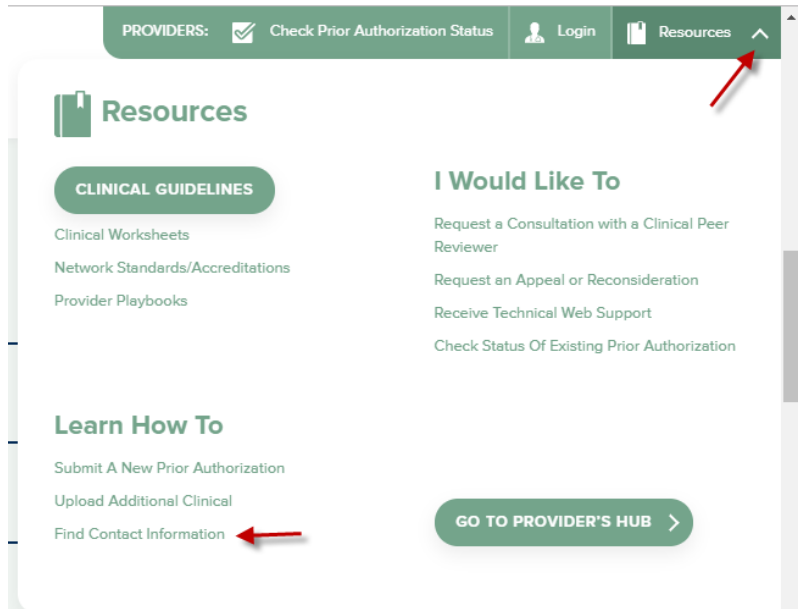 PROVIDERS: Check Prior Authorization Status Login Resources
Resources
CLINICAL GUIDELINES
Clinical Worksheets
Network Standards/Accreditations
Provider Playbooks
I Would Like To
Request a Consultation with a Clinical Peer
Reviewer
Request an Appeal or Reconsideration
Receive Technical Web Support
Check Status Of Existing Prior Authorization
Learn How To
Submit A New Prior Authorization
Upload Additional Clinical
Find Contact Information
GO TO PROVIDER'S HUB